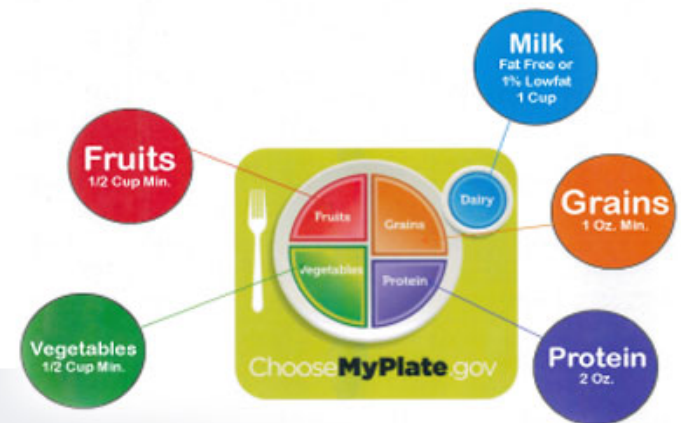 Milk
Fat Free or
1% Lowfat
1 Cup
Fruits
1/2 Cup Min.
Grains
1 Oz. Min.
Dairy
Fruits
Grains
Vegetables
Protein
Vegetables
1/2 Cup Min.
Protein
2 Oz.
ChooseMyPlate.gov